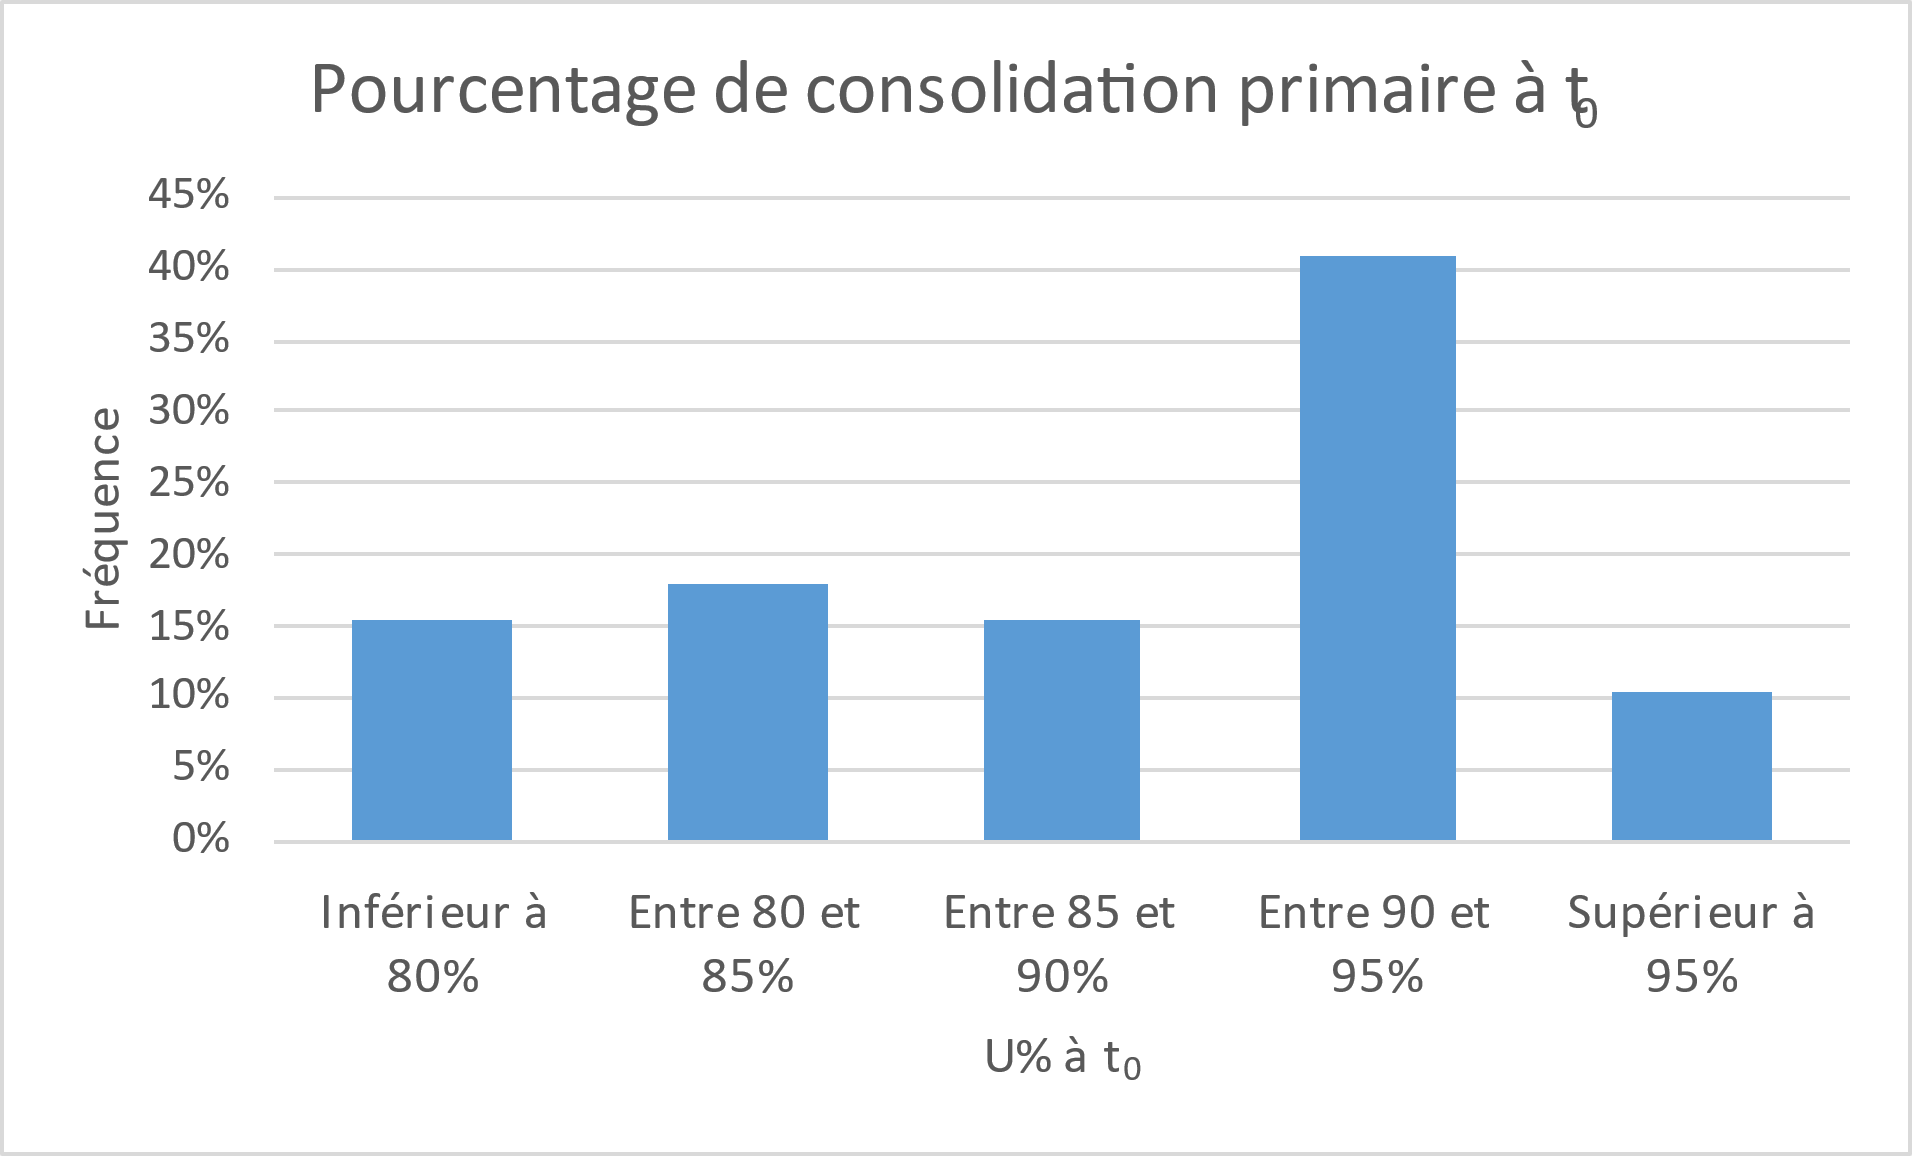 Pourcentage de consolidation primaire à t₀
45%
40%
35%
30%
25%
20%
15%
10%
5%
0%
Fréquence
Inférieur à
80%
Entre 80 et
85%
Entre 85 et
90%
Entre 90 et
95%
Supérieur à
95%
U% à t₀